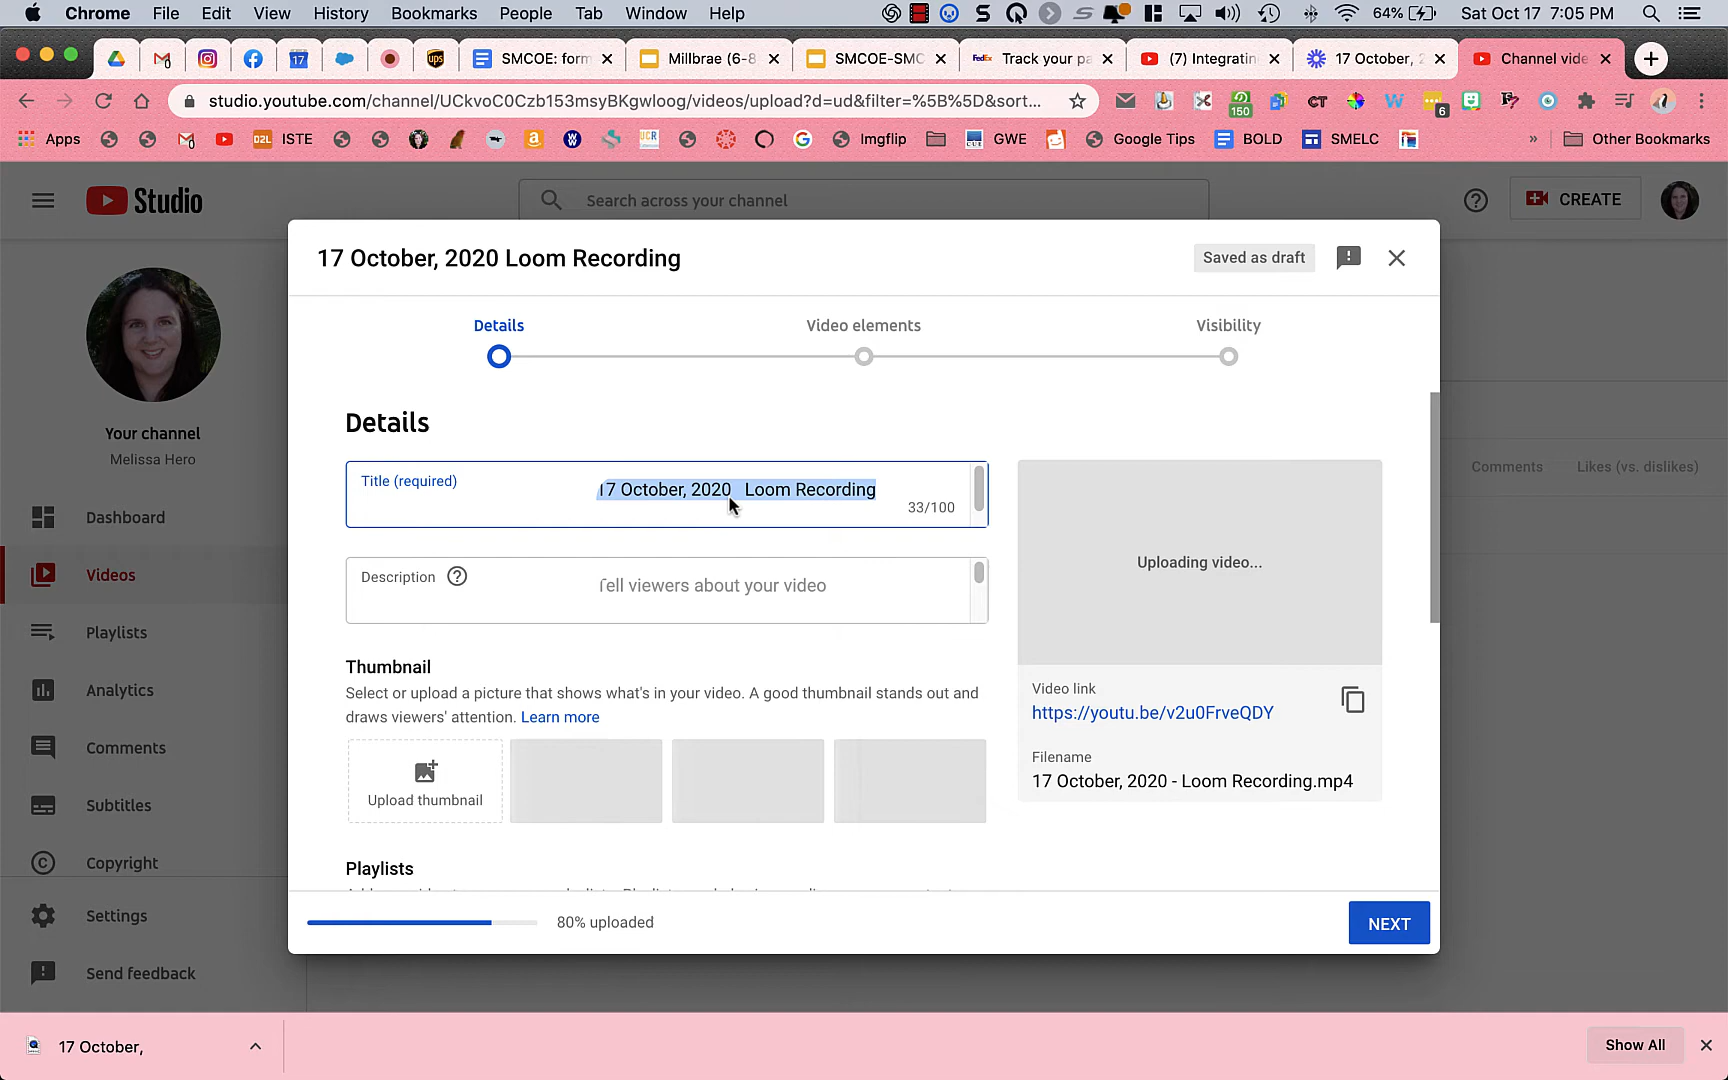 Chrome File Edit View History Bookmarks People Tab Window Help 64% Sat Oct 17 7:05 PM
17 SMCOE: form Millbrae (6-8 SMCOE-SMC FedEx Track your pa (7) Integratin 17 October, 2 Channel vide
studio.youtube.com/channel/UCkvoC0Czb153msyBKgwloog/videos/upload?d=ud&filter=%5B%5D&sort... 150 CT W 6
Apps D2L ISTE UCR Imgflip GWE Google Tips BOLD SMELC » Other Bookmarks
Studio Search across your channel CREATE
17 October, 2020 Loom Recording
Saved as draft
Details Video elements Visibility
Your channel
Melissa Hero
Dashboard
Videos
Playlists
Analytics
Comments
Subtitles
Copyright
Settings
Send feedback
Details
Title (required)
17 October, 2020 Loom Recording
33/100
Description
Tell viewers about your video
Thumbnail
Select or upload a picture that shows what's in your video. A good thumbnail stands out and
draws viewers' attention. Learn more
Upload thumbnail
Playlists
Uploading video...
Video link
https://youtu.be/v2u0FrveQDY
Filename
17 October, 2020 - Loom Recording.mp4
Comments Likes (vs. dislikes)
80% uploaded
NEXT
17 October,
Show All